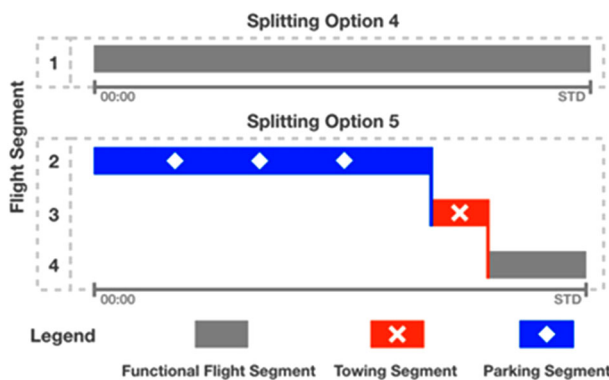 Splitting Option 4
Flight Segment
1
00:00 STD
Splitting Option 5
2
3
4
00:00 STD
Legend
Functional Flight Segment Towing Segment Parking Segment